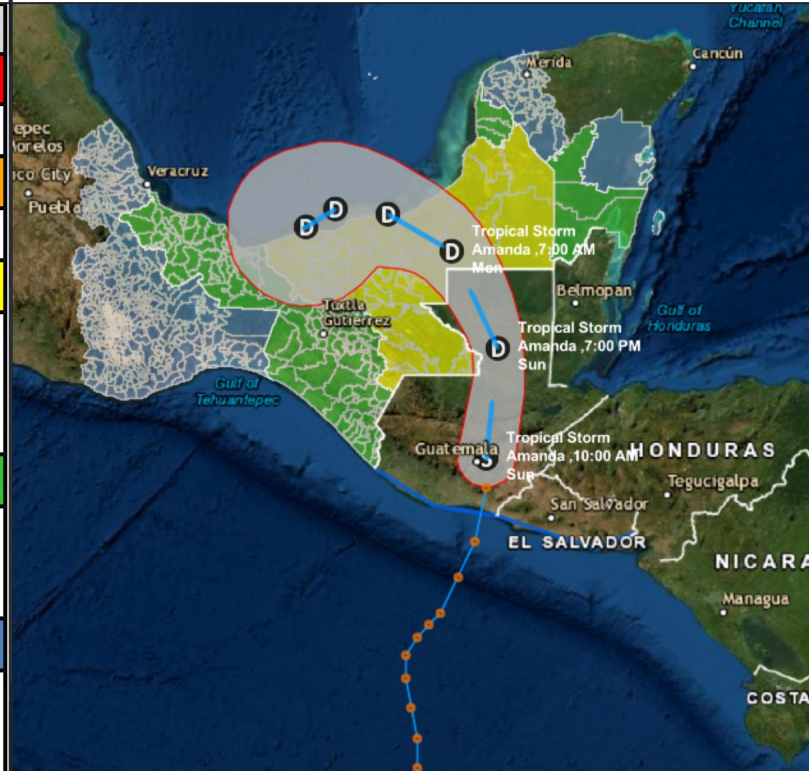 Yucatan
Channel
Cancún
Merida
epec
Morelos
ico City
Veracruz
Puebla
Tropical Storm
Amanda ,7:00 AM
Mon
D
D
D
D
Belmopan
Tuxtla
Gutierrez
Gulf of
Honduras
Tropical Storm
Amanda ,7:00 PM
Sun
D
Gulf of
Tehuantepec
Tropical Storm
Amanda ,10:00 AM
Sun
Guatemala
S
HONDURAS
Tegucigalpa
San Salvador
EL SALVADOR
NICARA
Managua
COSTA